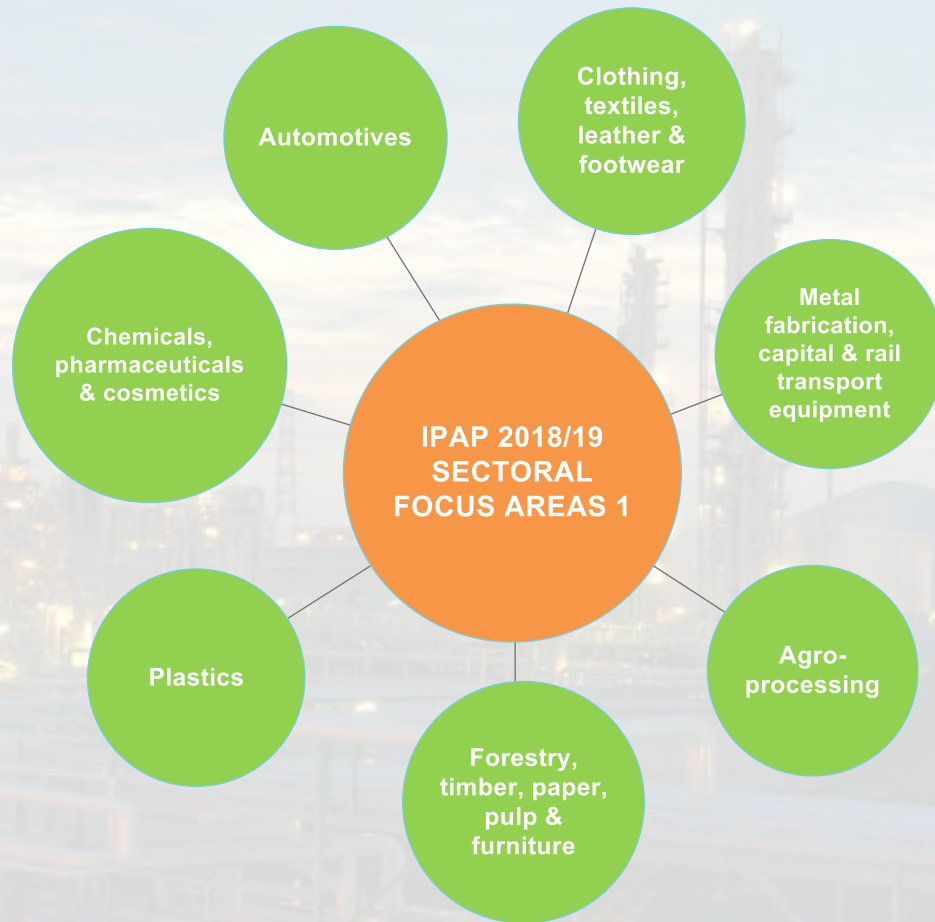 Automotives
Clothing,
textiles,
leather &
footwear
Metal
fabrication,
capital & rail
transport
equipment
Chemicals,
pharmaceuticals
& cosmetics
IPAP 2018/19
SECTORAL
FOCUS AREAS 1
Agro-
processing
Plastics
Forestry,
timber, paper,
pulp &
furniture